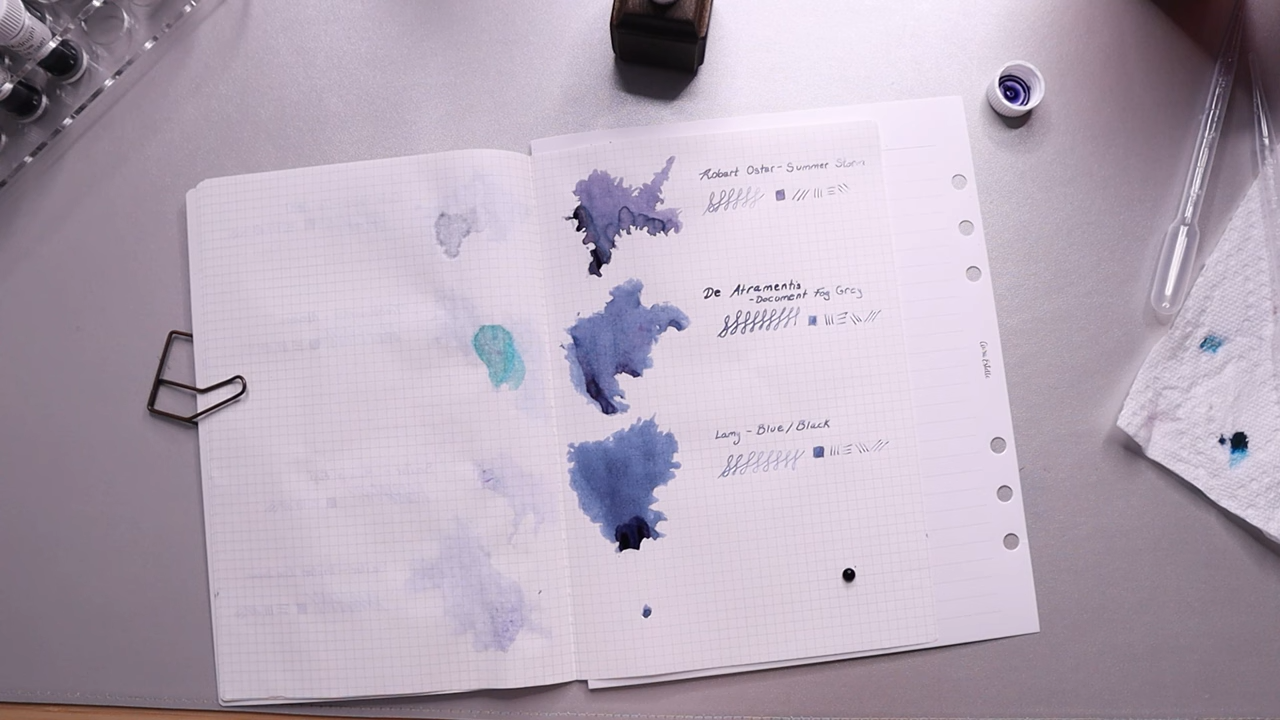 Robert Oster - Summer Storm
De Atramentis
- Document Fog Grey
Lamy - Blue/Black